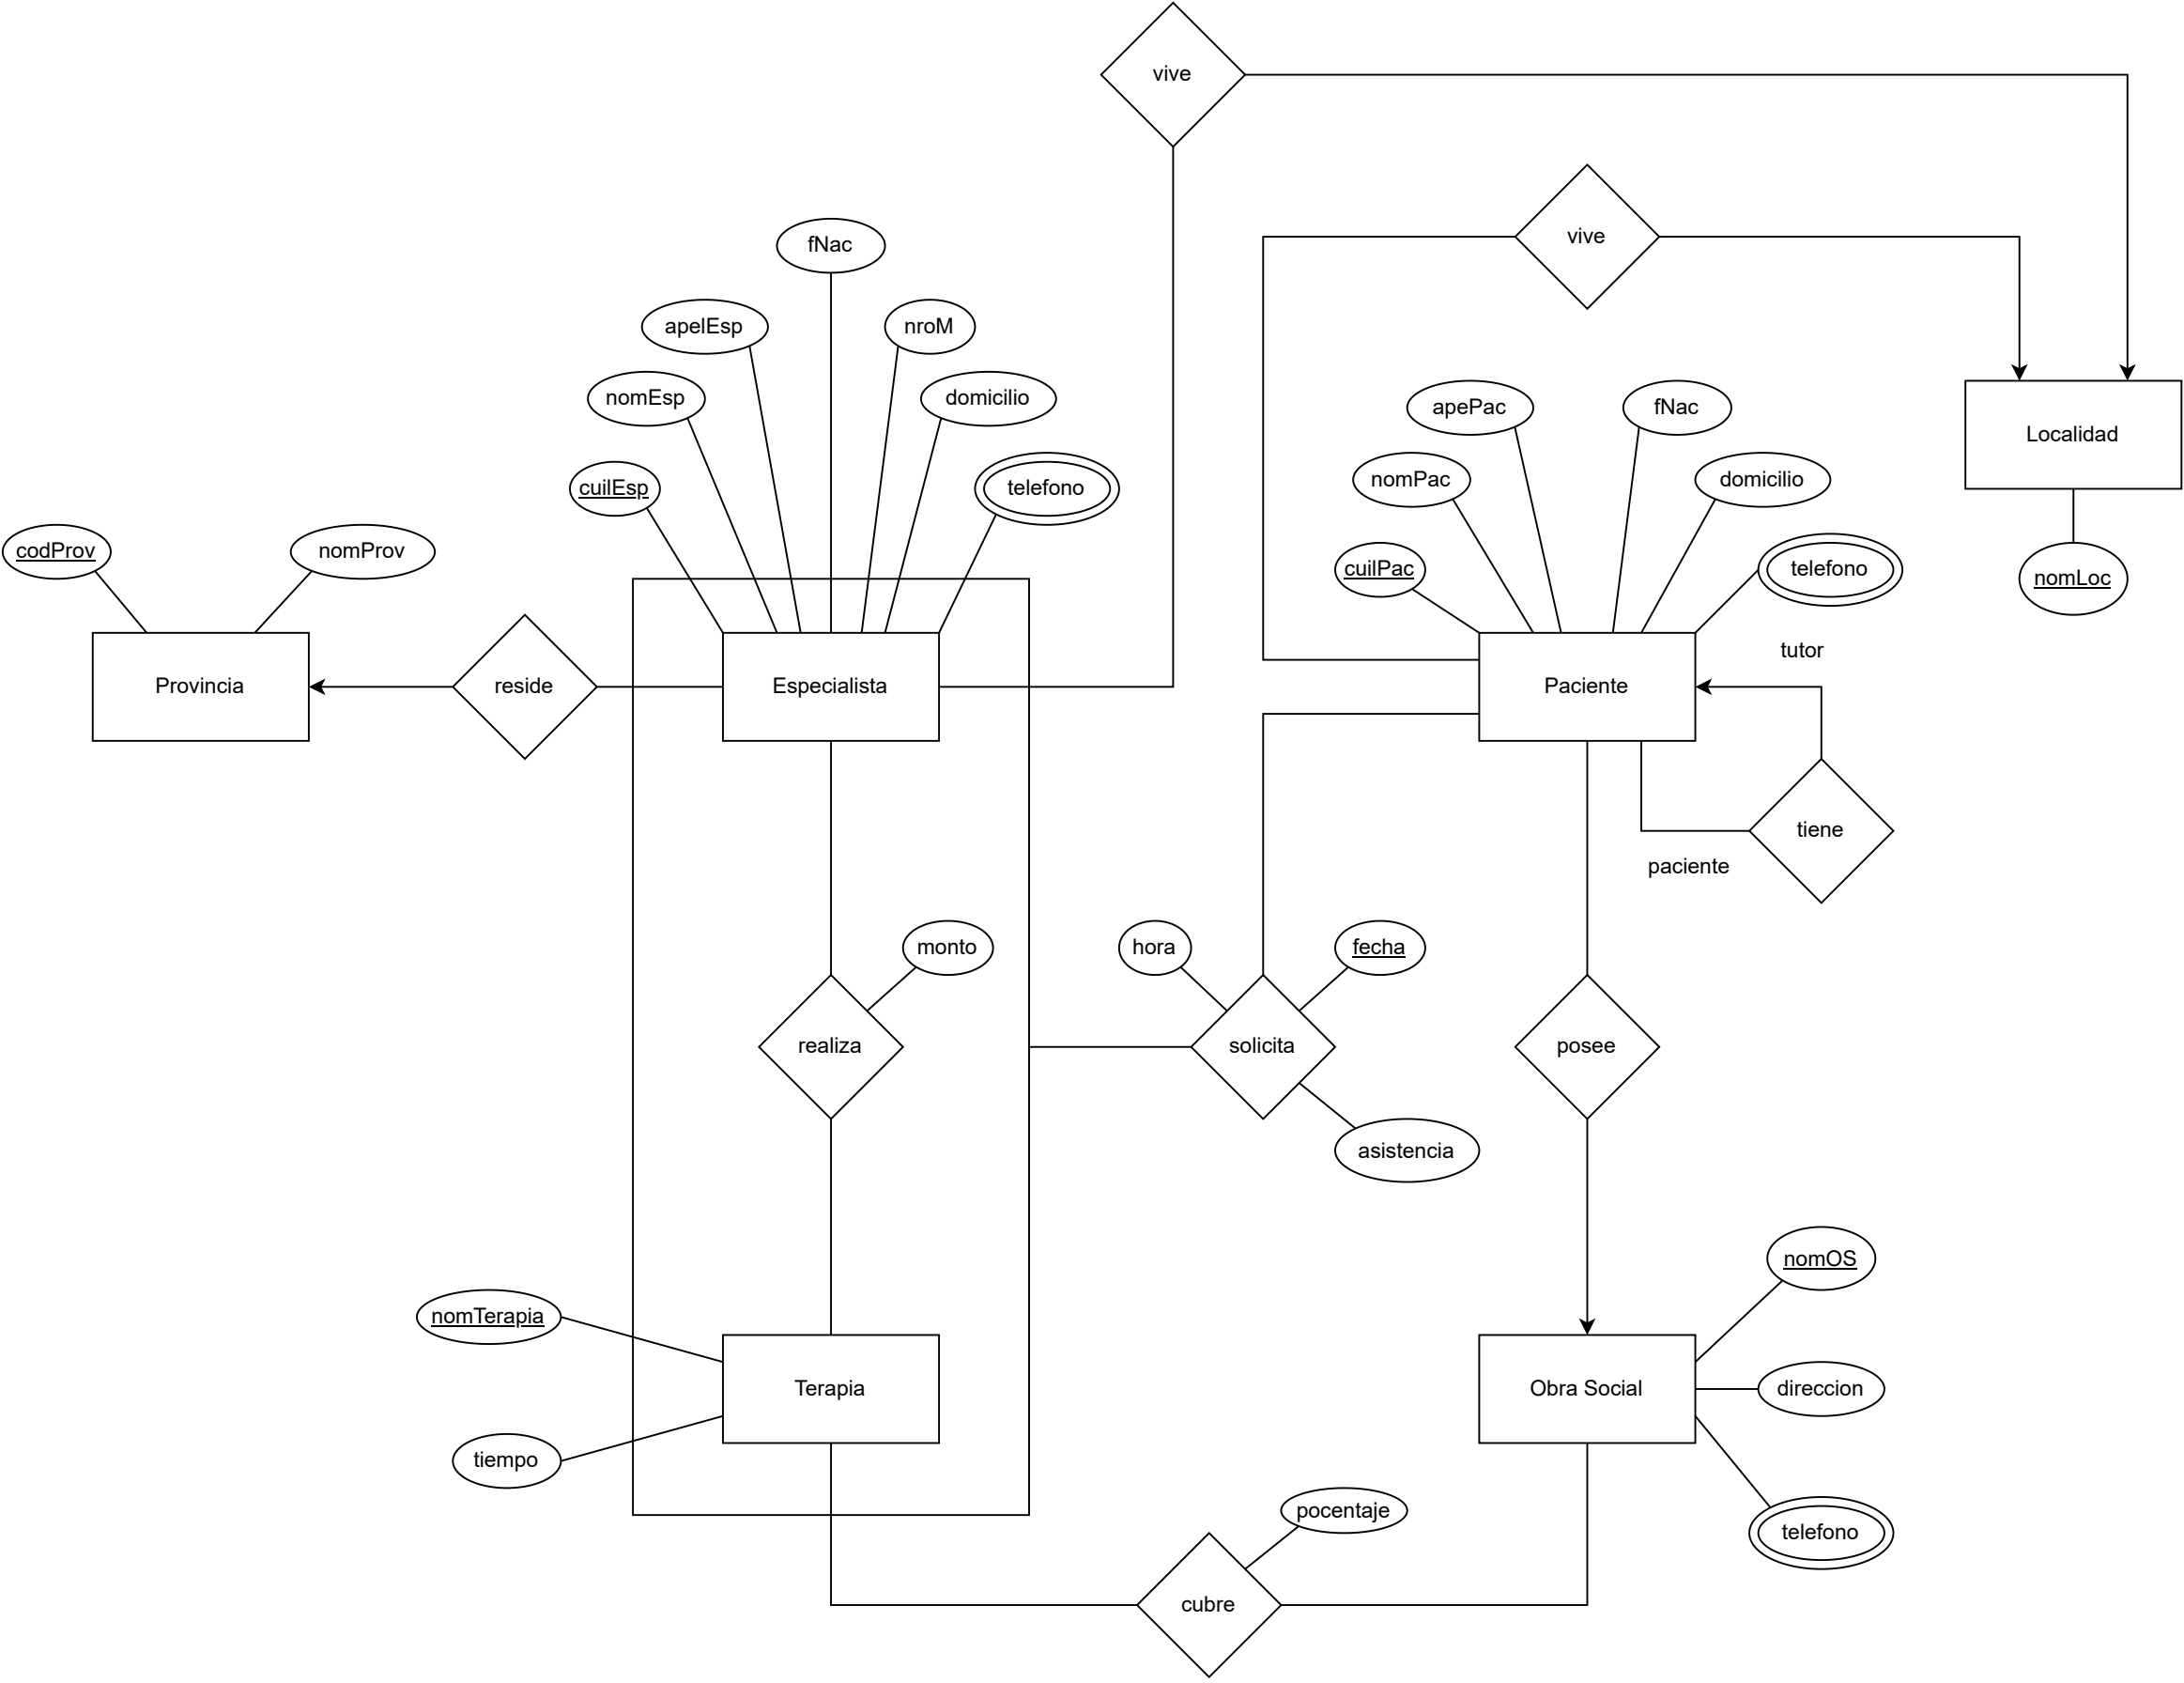 vive
vive
fNac
apelEsp
nroM
nomEsp
domicilio
cuilEsp
telefono
apePac
fNac
nomPac
domicilio
cuilPac
telefono
Localidad
nomLoc
codProv
nomProv
Provincia
reside
Especialista
Paciente
tutor
tiene
paciente
monto
hora
fecha
realiza
solicita
posee
asistencia
nomTerapia
Terapia
tiempo
nomOS
Obra Social
direccion
telefono
pocentaje
cubre